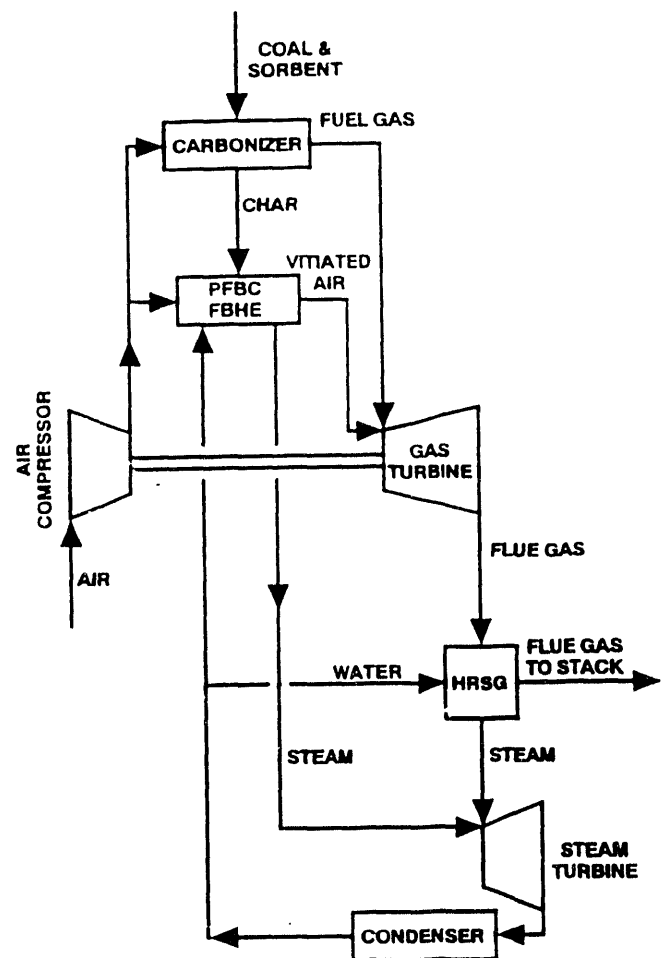 COAL &
SORBENT
FUEL GAS
CARBONIZER
CHAR
VITIATED
AIR
PFBC
FBHE
AIR
COMPRESSOR
GAS
TURBINE
AIR
FLUE GAS
FLUE GAS
TO STACK
WATER
HRSG
STEAM
STEAM
STEAM
TURBINE
CONDENSER